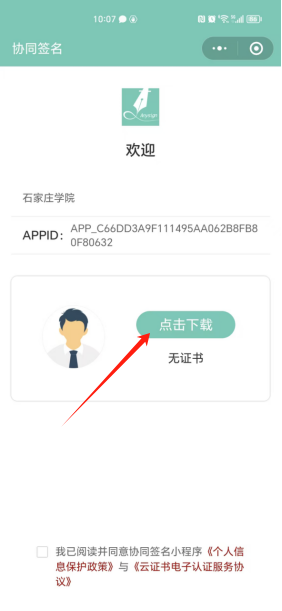 10:07
协同签名
欢迎
石家庄学院
APPID：
APP_C66DD3A9F111495AA062B8FB8
0F80632
点击下载
无证书
我已阅读并同意协同签名小程序《个人信
息保护政策》与《云证书电子认证服务协
议》